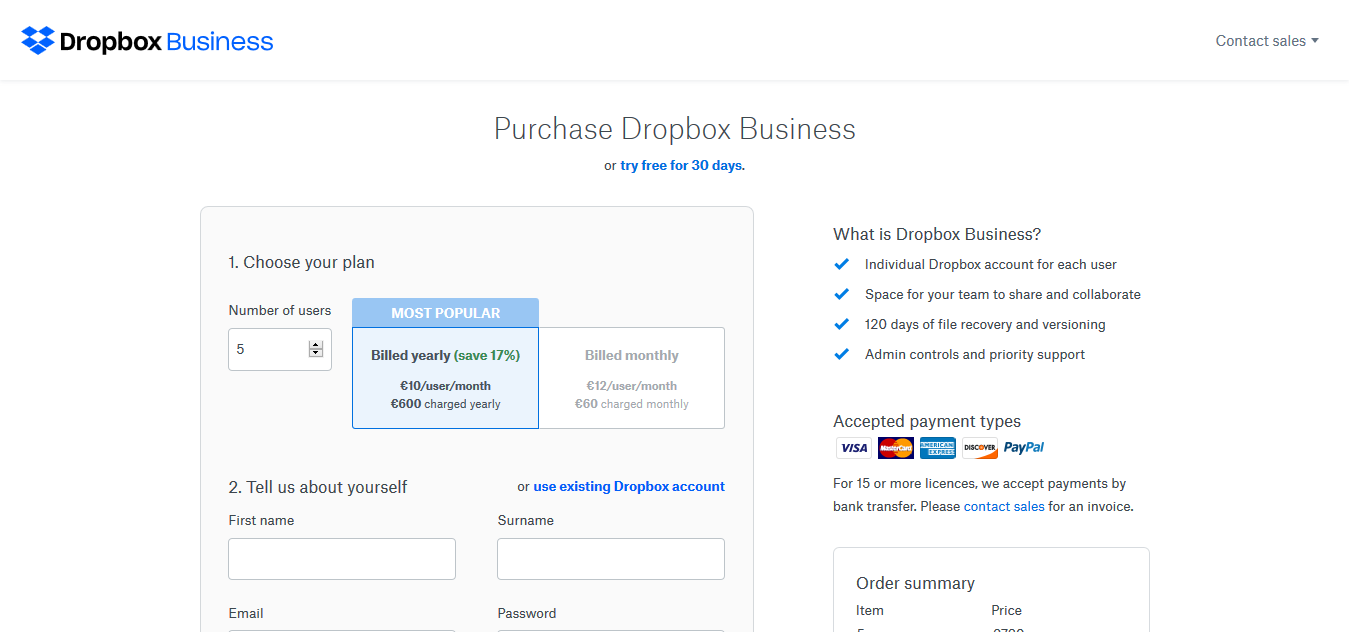 Dropbox Business
Contact sales
Purchase Dropbox Business
or try free for 30 days.
1. Choose your plan
Number of users
5
MOST POPULAR
Billed yearly (save 17%)
€10/user/month
€600 charged yearly
Billed monthly
€12/user/month
€60 charged monthly
2. Tell us about yourself
or use existing Dropbox account
First name
Surname
Email
Password
What is Dropbox Business?
Individual Dropbox account for each user
Space for your team to share and collaborate
120 days of file recovery and versioning
Admin controls and priority support
Accepted payment types
VISA MasterCard AMERICAN EXPRESS DISCOVER PayPal
For 15 or more licences, we accept payments by
bank transfer. Please contact sales for an invoice.
Order summary
Item Price